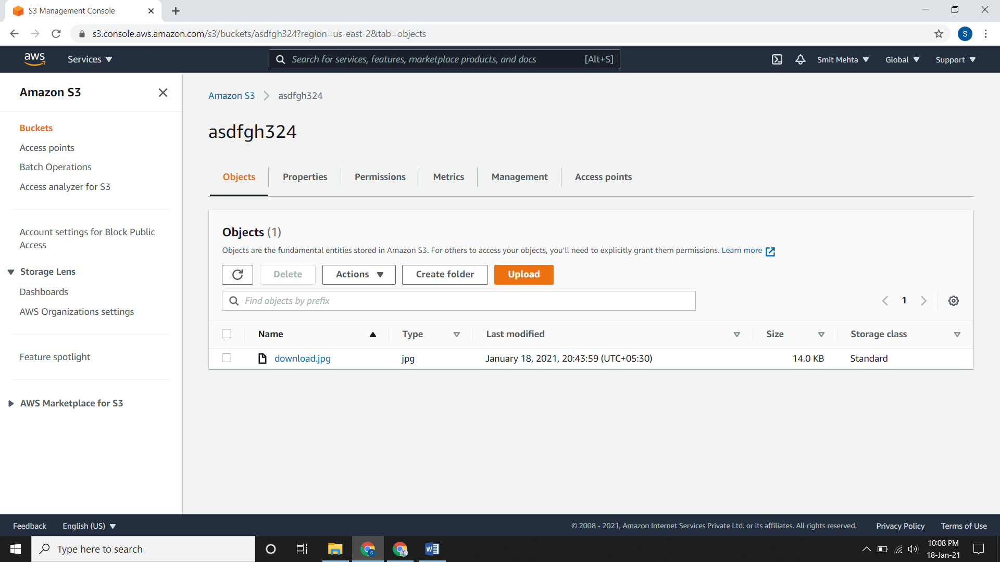 S3 Management Console
s3.console.aws.amazon.com/s3/buckets/asdfgh324?region=us-east-2&tab=objects
S
aws
Services
Search for services, features, marketplace products, and docs
[Alt+S]
Smit Mehta
Global
Support
Amazon S3
Buckets
Access points
Batch Operations
Access analyzer for S3
Account settings for Block Public
Access
Storage Lens
Dashboards
AWS Organizations settings
Feature spotlight
AWS Marketplace for S3
Amazon S3
asdfgh324
asdfgh324
Objects
Properties
Permissions
Metrics
Management
Access points
Objects (1)
Objects are the fundamental entities stored in Amazon S3. For others to access your objects, you'll need to explicitly grant them permissions. Learn more
Delete
Actions
Create folder
Upload
Find objects by prefix
1
Name
Type
Last modified
Size
Storage class
download.jpg
jpg
January 18, 2021, 20:43:59 (UTC+05:30)
14.0 KB
Standard
Feedback
English (US)
© 2008 - 2021, Amazon Internet Services Private Ltd. or its affiliates. All rights reserved.
Privacy Policy
Terms of Use
Type here to search
10:08 PM
18-Jan-21